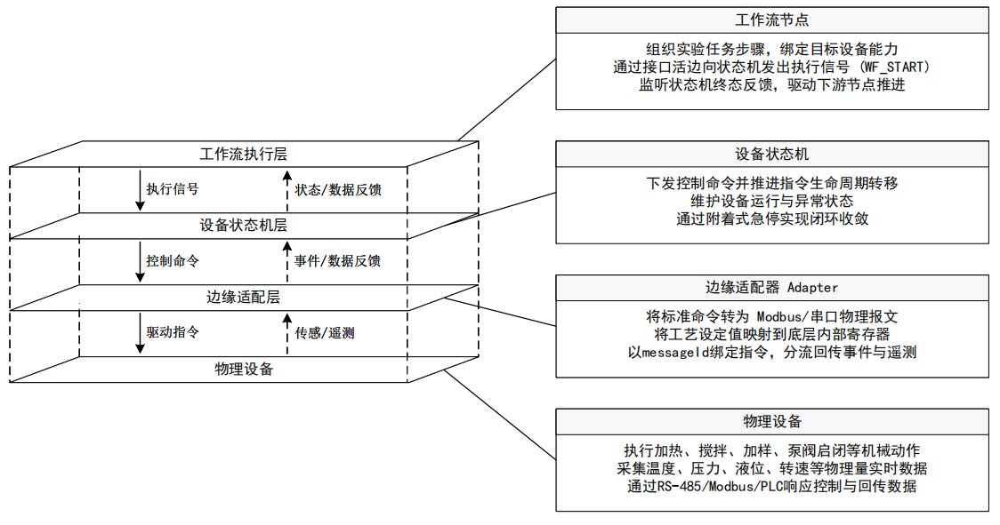 工作流节点
组织实验任务步骤，绑定目标设备能力
通过接口活边向状态机发出执行信号 (WF_START)
监听状态机终态反馈，驱动下游节点推进
工作流执行层
执行信号
状态/数据反馈
设备状态机层
控制命令
事件/数据反馈
边缘适配层
驱动指令
传感/遥测
物理设备
设备状态机
下发控制命令并推进指令生命周期转移
维护设备运行与异常状态
通过附着式急停实现闭环收敛
边缘适配器 Adapter
将标准命令转为 Modbus/串口物理报文
将工艺设定值映射到底层内部寄存器
以messageId绑定指令，分流回传事件与遥测
物理设备
执行加热、搅拌、加样、泵阀启闭等机械动作
采集温度、压力、液位、转速等物理量实时数据
通过RS-485/Modbus/PLC响应控制与回传数据